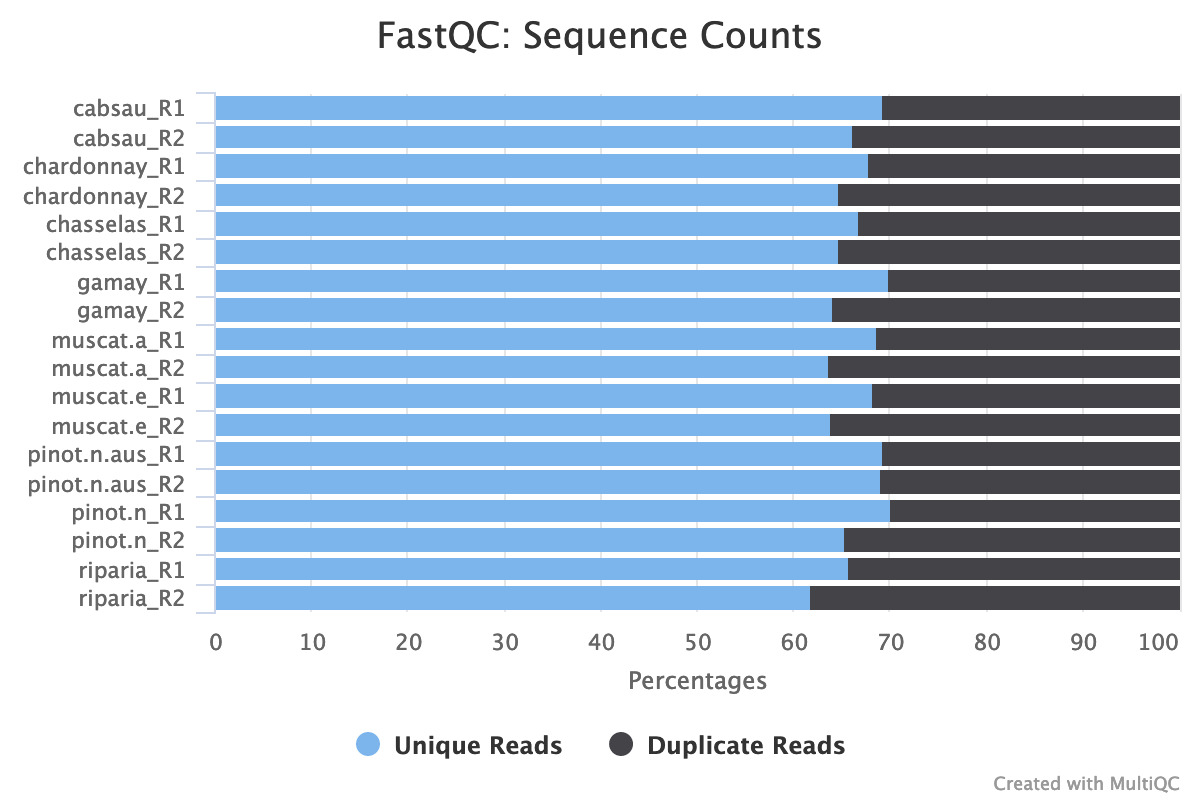 FastQC: Sequence Counts
cabsau_R1
cabsau_R2
chardonnay_R1
chardonnay_R2
chasselas_R1
chasselas_R2
gamay_R1
gamay_R2
muscat.a_R1
muscat.a_R2
muscat.e_R1
muscat.e_R2
pinot.n.aus_R1
pinot.n.aus_R2
pinot.n_R1
pinot.n_R2
riparia_R1
riparia_R2
0 10 20 30 40 50 60 70 80 90 100
Percentages
Unique Reads Duplicate Reads
Created with MultiQC